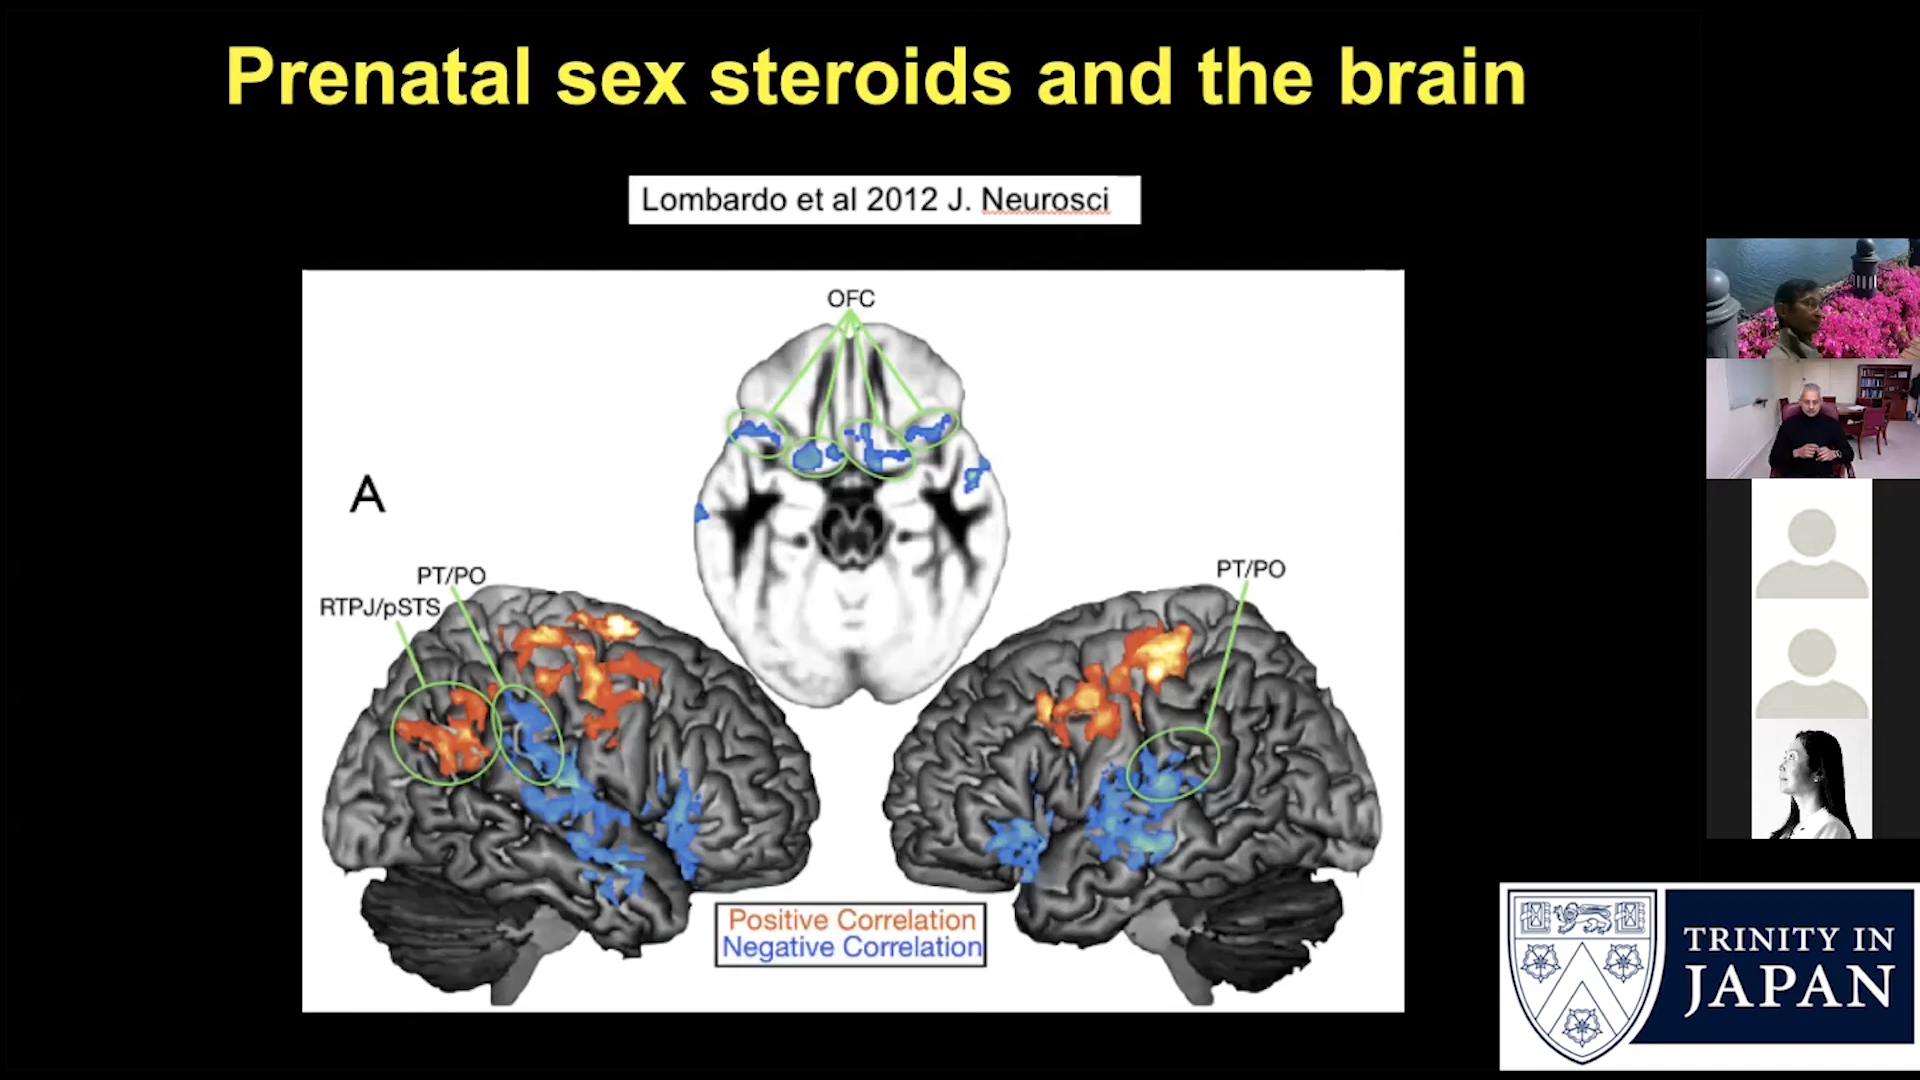 Prenatal sex steroids and the brain
Lombardo et al 2012 J. Neurosci
OFC
A
PT/PO
RTPJ/pSTS
PT/PO
Positive Correlation
Negative Correlation
TRINITY IN
JAPAN